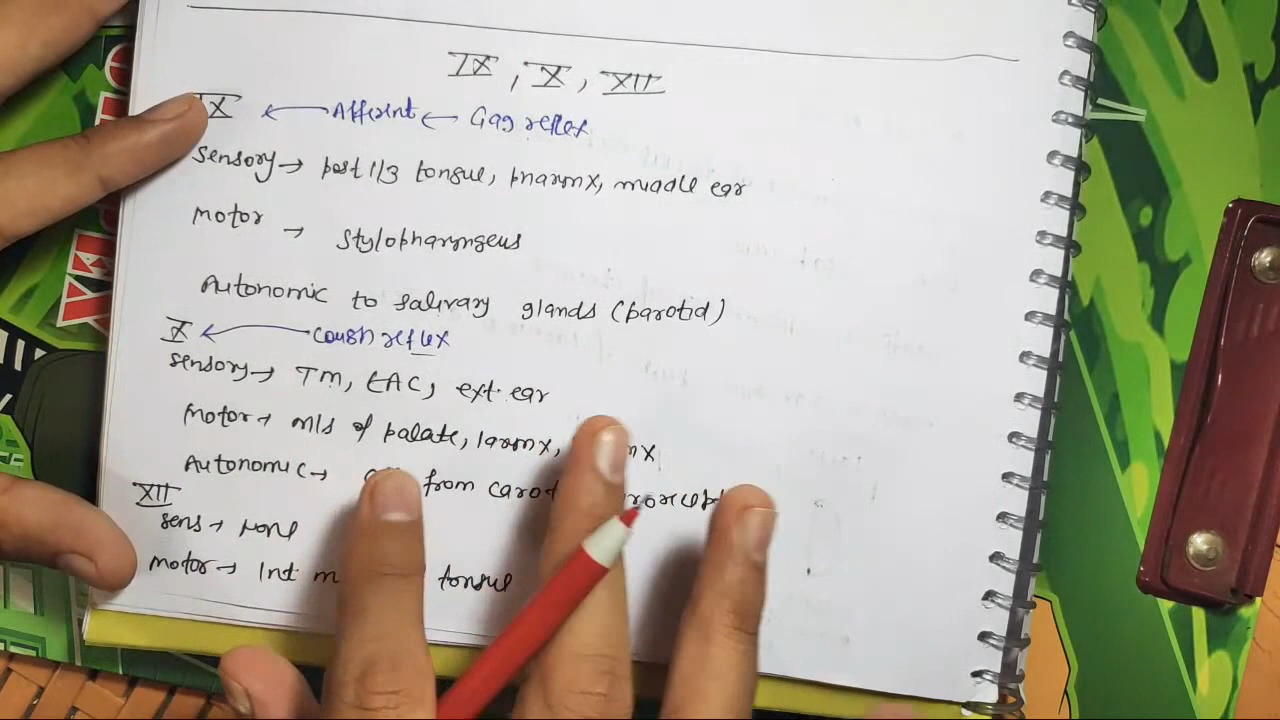 IX, X, XII
IX ← Afferent ← Gag reflex
Sensory → post 1/3 tongue, pharynx, middle ear
motor → Stylopharyngeus
Autonomic to salivary glands (parotid)
X ← cough reflex
sensory → TM, EAC, ext. ear
motor → m/s of palate, larynx,
Autonomic → from
XII
sens → None
motor → Int tongue